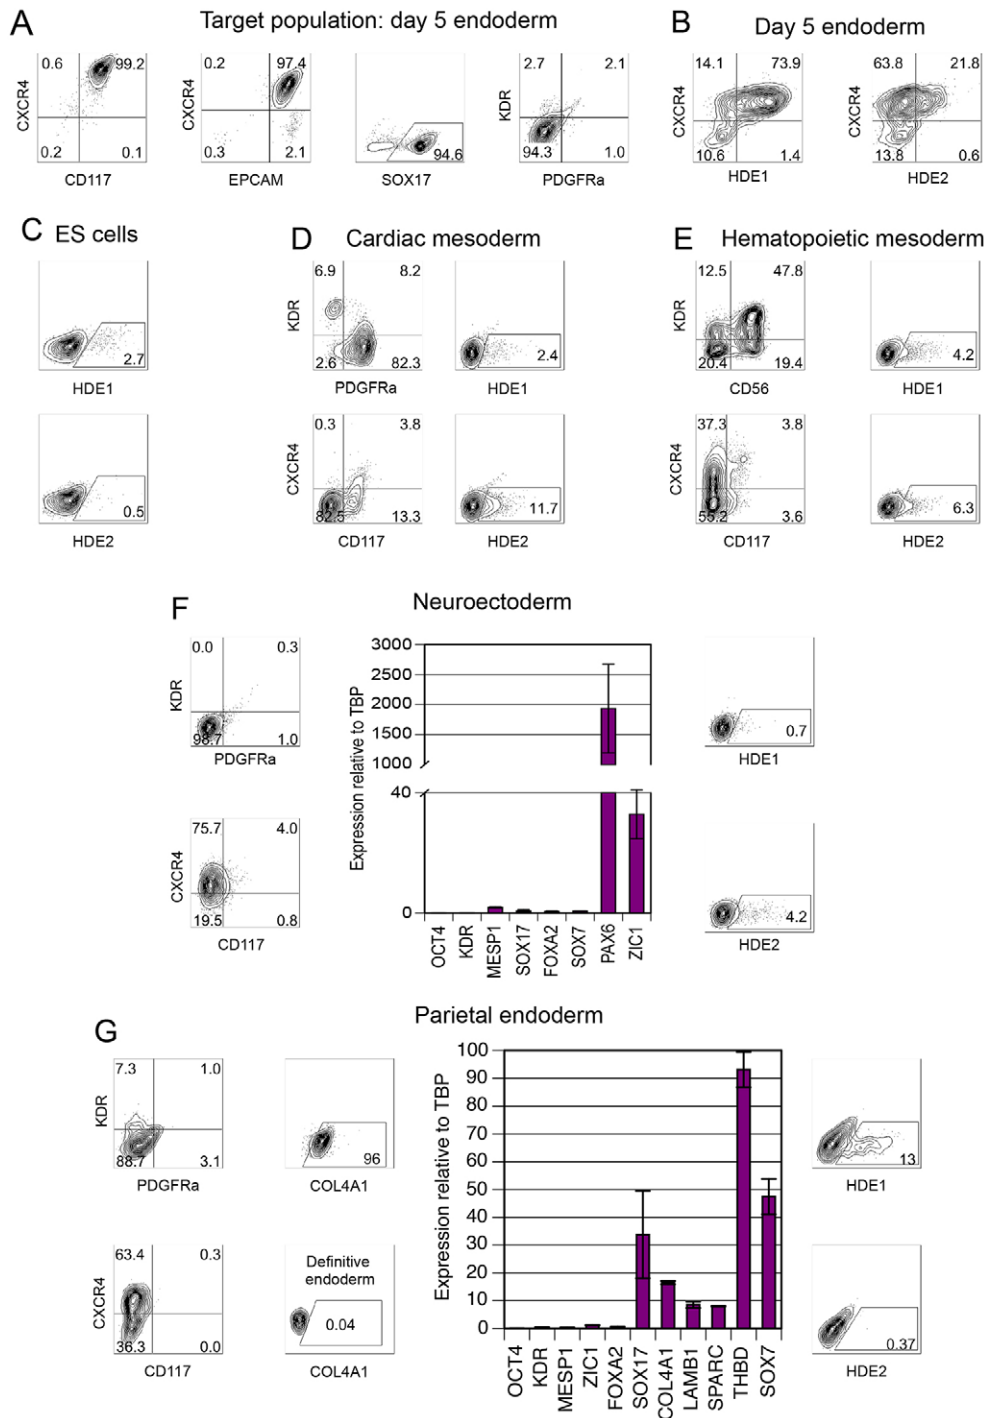 A
Target population: day 5 endoderm
0.6 99.2
0.2 0.1
CXCR4
CD117
0.2 97.4
0.3 2.1
CXCR4
EPCAM
94.6
SOX17
2.7 2.1
94.3 1.0
KDR
PDGFRa
B
Day 5 endoderm
14.1 73.9
10.6 1.4
CXCR4
HDE1
63.8 21.8
13.8 0.6
CXCR4
HDE2
C
ES cells
2.7
HDE1
0.5
HDE2
D
Cardiac mesoderm
6.9 8.2
2.6 82.3
KDR
PDGFRa
2.4
HDE1
0.3 3.8
82.5 13.3
CXCR4
CD117
11.7
HDE2
E
Hematopoietic mesoderm
12.5 47.8
20.4 19.4
KDR
CD56
4.2
HDE1
37.3 3.8
55.2 3.6
CXCR4
CD117
6.3
HDE2
F
Neuroectoderm
0.0 0.3
98.7 1.0
KDR
PDGFRa
75.7 4.0
19.5 0.8
CXCR4
CD117
Expression relative to TBP
3000
2500
2000
1500
1000
40
0
OCT4
KDR
MESP1
SOX17
FOXA2
SOX7
PAX6
ZIC1
0.7
HDE1
4.2
HDE2
G
Parietal endoderm
7.3 1.0
88.7 3.1
KDR
PDGFRa
96
COL4A1
63.4 0.3
36.3 0.0
CXCR4
CD117
Definitive
endoderm
0.04
COL4A1
Expression relative to TBP
100
90
80
70
60
50
40
30
20
10
0
OCT4
KDR
MESP1
ZIC1
FOXA2
SOX17
COL4A1
LAMB1
SPARC
THBD
SOX7
13
HDE1
0.37
HDE2